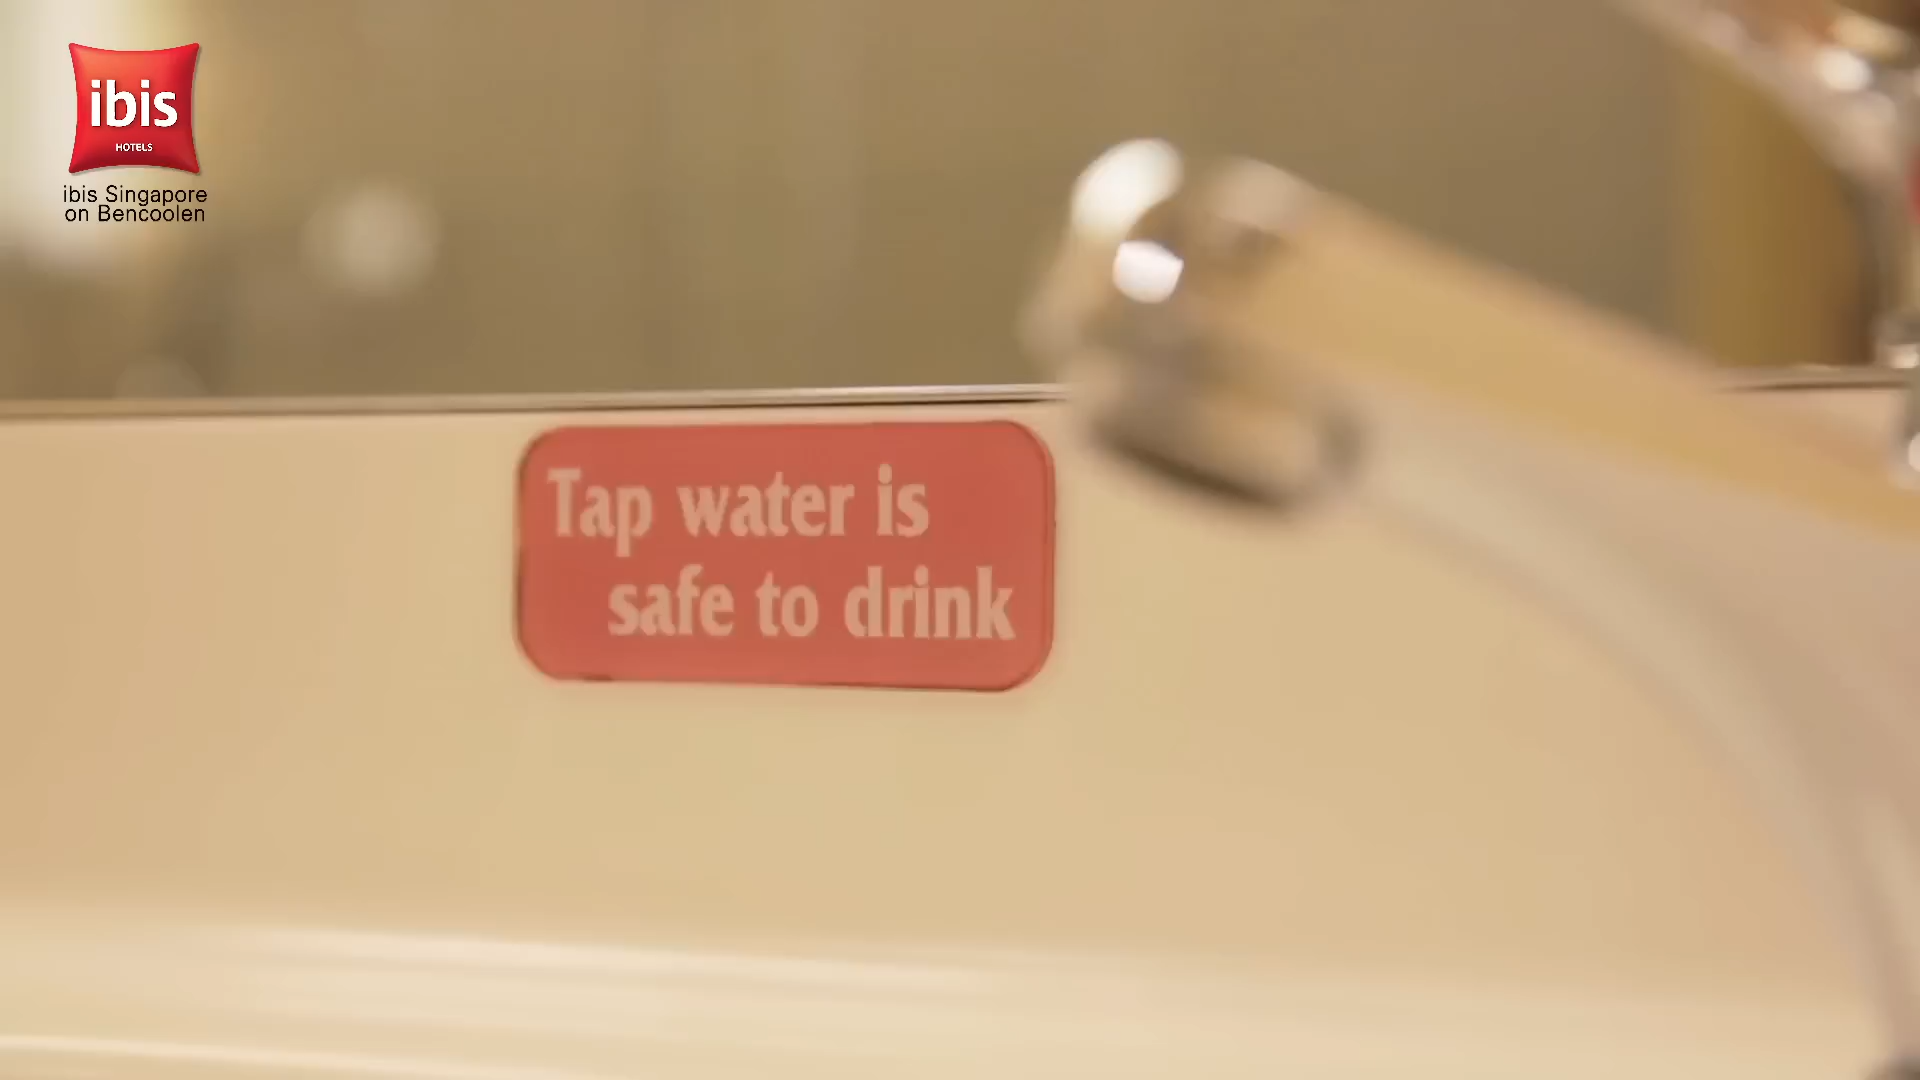 ibis
HOTELS
ibis Singapore
on Bencoolen
Tap water is
safe to drink